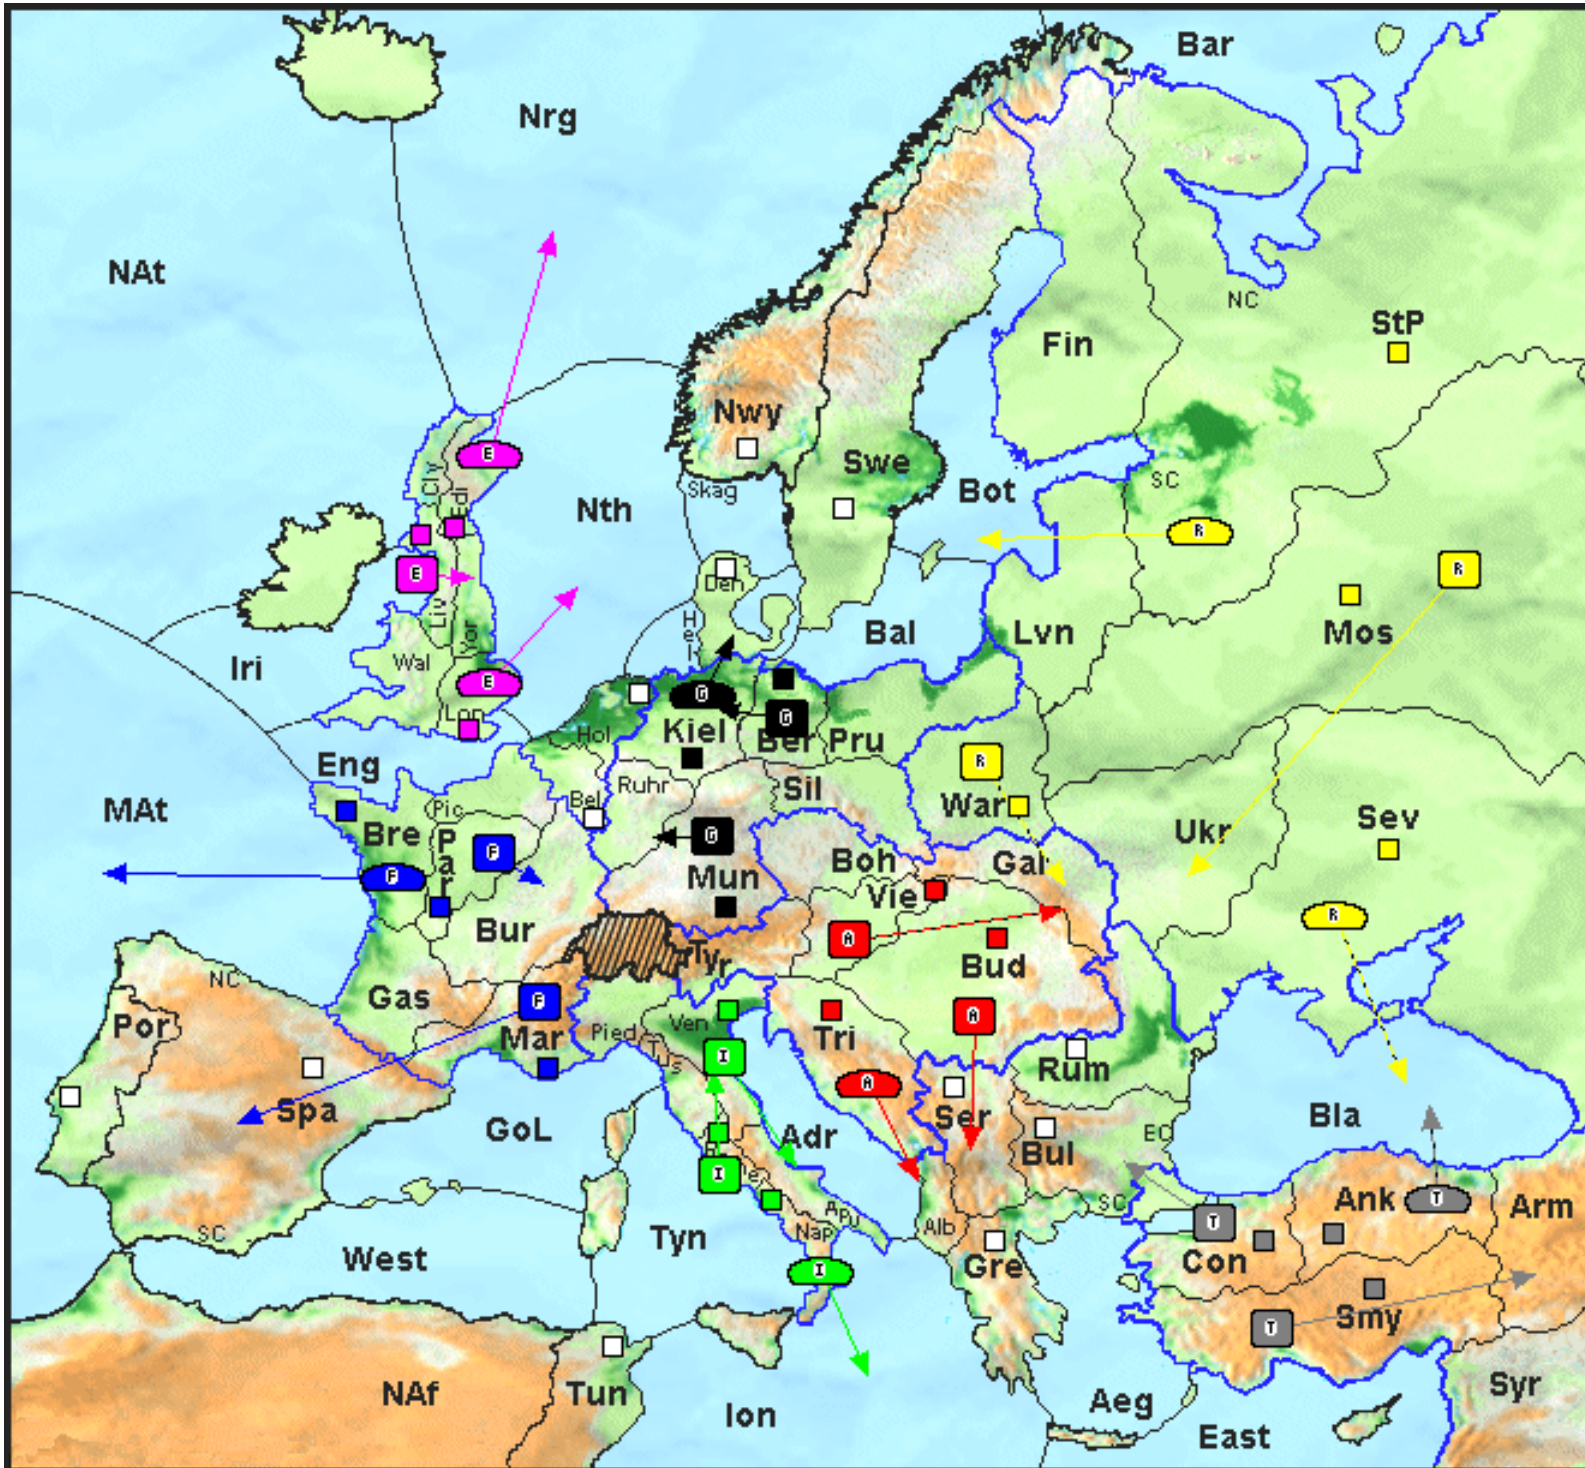 Bar
Nrg
NAt
NC
StP
Fin
Nwy
Swe
Cly
Edi
Skag
Bot
SC
E
Nth
R
Den
E
R
Liv
Yor
Hel
Bal
Lvn
Mos
Iri
Wal
E
Lon
G
Kiel
G
Ber
Pru
Hol
Eng
Ruhr
Sil
R
War
MAt
Pic
Bel
Bre
Par
F
G
Boh
Gal
Ukr
Sev
F
Mun
Vie
R
Bur
Tyr
A
Bud
NC
Gas
F
Mar
Pied
Ven
Tri
A
Por
Tus
I
Rum
Spa
GoL
A
Ser
Adr
Bla
Bul
EC
I
Ank
T
Arm
SC
Tyn
Apu
Nap
Alb
SC
T
West
I
Gre
Con
T
Smy
NAf
Tun
Ion
Aeg
Syr
East